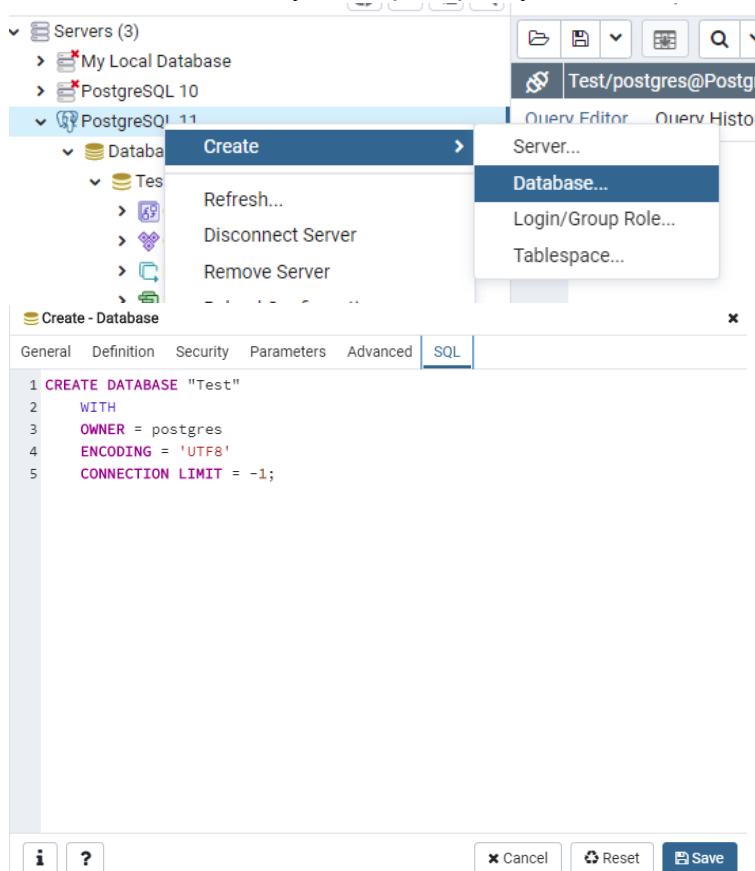 Servers (3)
My Local Database
PostgreSQL 10
PostgreSQL 11
Databa
Tes
Test/postgres@Postg
Query Editor Query Histo
Create
Refresh...
Disconnect Server
Remove Server
Server...
Database...
Login/Group Role...
Tablespace...
Create - Database
General Definition Security Parameters Advanced SQL
1 CREATE DATABASE "Test"
2 WITH
3 OWNER = postgres
4 ENCODING = 'UTF8'
5 CONNECTION LIMIT = -1;
i ? Cancel Reset Save